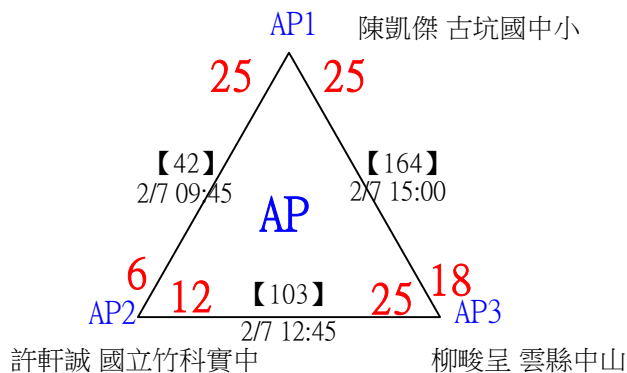 AP1 陳凱傑 古坑國中小
25 25
【42】 【164】
2/7 09:45 2/7 15:00
AP
6 12 【103】 25 18
AP2 AP3
2/7 12:45
許軒誠 國立竹科實中 柳畯呈 雲縣中山